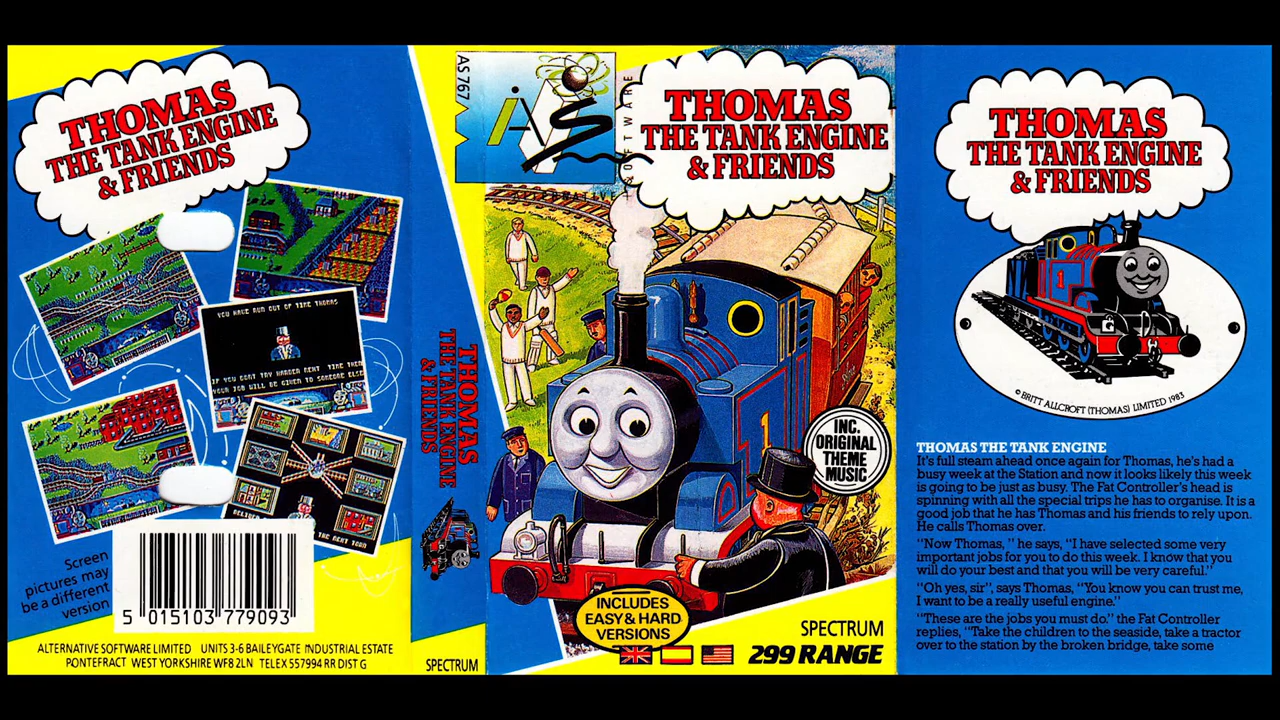 THOMAS
THE TANK ENGINE
& FRIENDS
YOU HAVE RUN OUT OF TIME THOMAS
IF YOU DONT TRY HARDER NEXT TIME THEN
YOUR JOB WILL BE GIVEN TO SOMEONE ELSE
THE NEXT TOAD
Screen
pictures may
be a different
version
5 015103 779093
ALTERNATIVE SOFTWARE LIMITED UNITS 3-6 BAILEYGATE INDUSTRIAL ESTATE
PONTEFRACT WEST YORKSHIRE WF8 2LN TELEX 557994 RR DIST G
THOMAS
THE TANK ENGINE
& FRIENDS
SPECTRUM
AS 767
AS
SOFTWARE
THOMAS
THE TANK ENGINE
& FRIENDS
1
INC.
ORIGINAL
THEME
MUSIC
INCLUDES
EASY & HARD
VERSIONS
SPECTRUM
299 RANGE
THOMAS
THE TANK ENGINE
& FRIENDS
1
© BRITT ALLCROFT (THOMAS) LIMITED 1983
THOMAS THE TANK ENGINE
It's full steam ahead once again for Thomas, he's had a
busy week at the Station and now it looks likely this week
is going to be just as busy. The Fat Controller's head is
spinning with all the special trips he has to organise. It is a
good job that he has Thomas and his friends to rely upon.
He calls Thomas over.
"Now Thomas, " he says, "I have selected some very
important jobs for you to do this week. I know that you
will do your best and that you will be very careful."
"Oh yes, sir", says Thomas, "You know you can trust me,
I want to be a really useful engine."
"These are the jobs you must do." the Fat Controller
replies, "Take the children to the seaside, take a tractor
over to the station by the broken bridge, take some